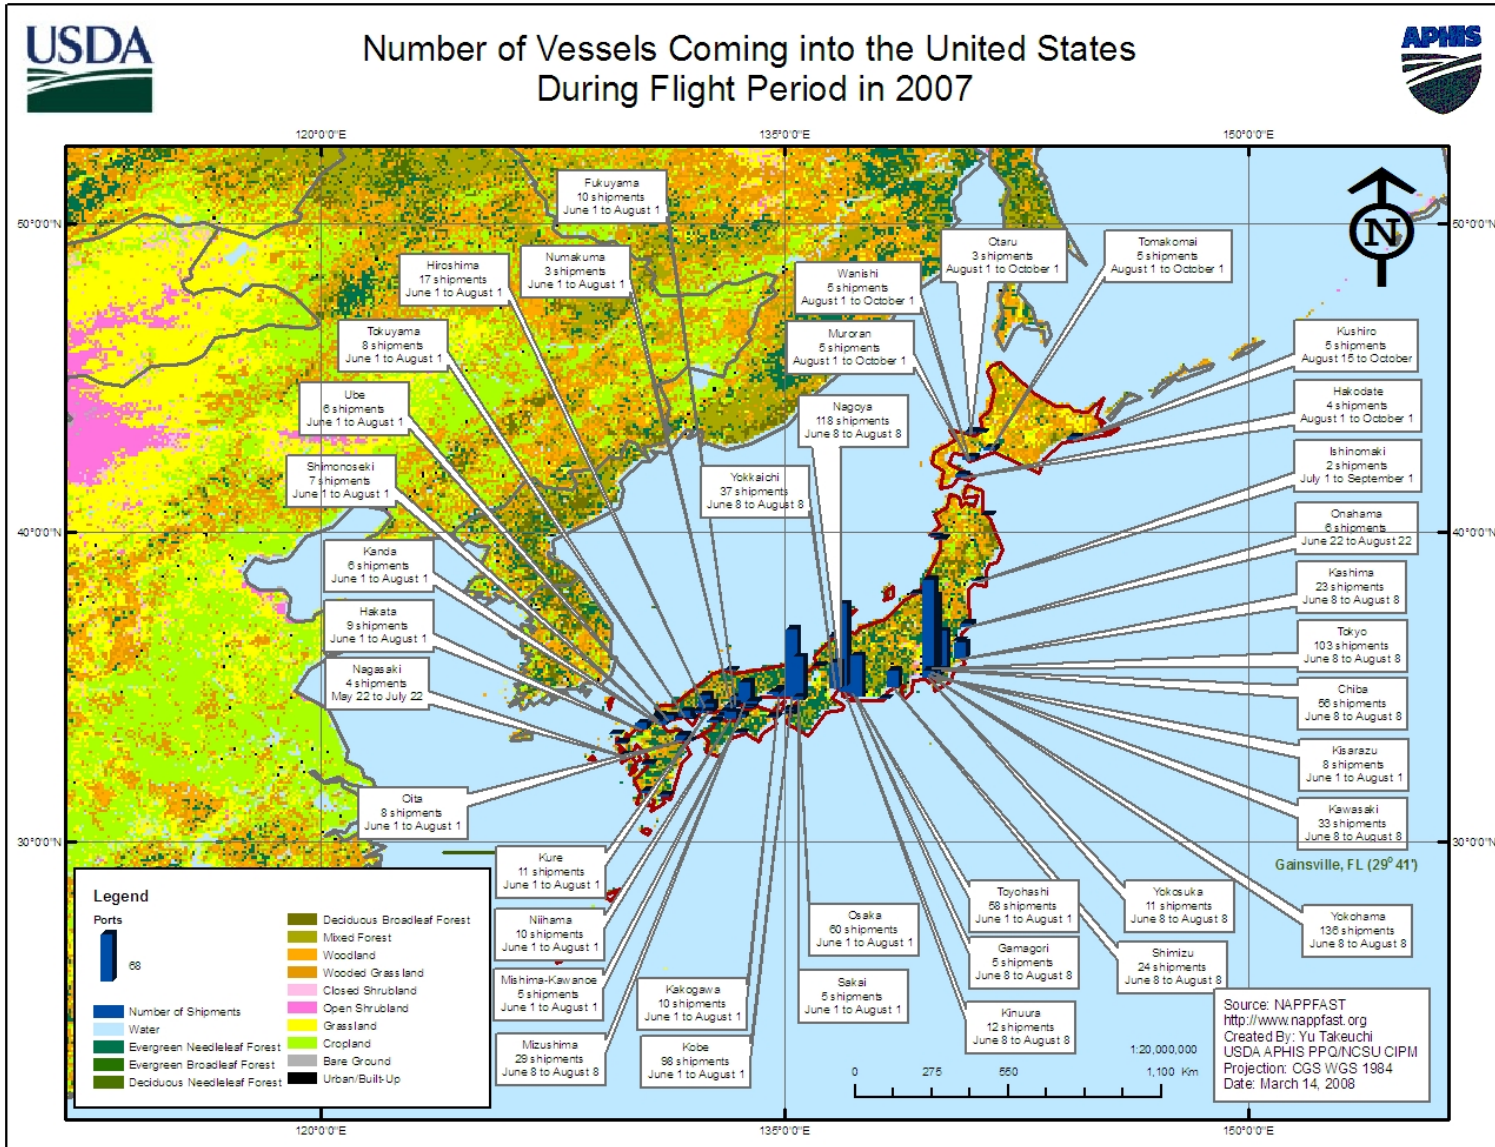 USDA
Number of Vessels Coming into the United States
During Flight Period in 2007
APHIS
120°0'0"E
135°0'0"E
150°0'0"E
50°0'0"N
50°0'0"N
40°0'0"N
40°0'0"N
30°0'0"N
30°0'0"N
N
Fukuyama
10 shipments
June 1 to August 1
Numakuma
3 shipments
June 1 to August 1
Hiroshima
17 shipments
June 1 to August 1
Tokuyama
8 shipments
June 1 to August 1
Ube
6 shipments
June 1 to August 1
Shimonoseki
7 shipments
June 1 to August 1
Kanda
6 shipments
June 1 to August 1
Hakata
9 shipments
June 1 to August 1
Nagasaki
4 shipments
May 22 to July 22
Oita
8 shipments
June 1 to August 1
Otaru
3 shipments
August 1 to October 1
Tomakomai
5 shipments
August 1 to October 1
Wanishi
5 shipments
August 1 to October 1
Muroran
5 shipments
August 1 to October 1
Nagoya
118 shipments
June 8 to August 8
Yokkaichi
37 shipments
June 8 to August 8
Kushiro
5 shipments
August 15 to October
Hakodate
4 shipments
August 1 to October 1
Ishinomaki
2 shipments
July 1 to September 1
Onahama
6 shipments
June 22 to August 22
Kashima
23 shipments
June 8 to August 8
Tokyo
103 shipments
June 8 to August 8
Chiba
56 shipments
June 8 to August 8
Kisarazu
8 shipments
June 1 to August 1
Kawasaki
33 shipments
June 8 to August 8
Gainsville, FL (29° 41')
Kure
11 shipments
June 1 to August 1
Niihama
10 shipments
June 1 to August 1
Mishima-Kawanoe
5 shipments
June 1 to August 1
Mizushima
29 shipments
June 8 to August 8
Kakogawa
10 shipments
June 1 to August 1
Kobe
98 shipments
June 1 to August 1
Osaka
60 shipments
June 1 to August 1
Sakai
5 shipments
June 1 to August 1
Toyohashi
58 shipments
June 1 to August 1
Gamagori
5 shipments
June 8 to August 8
Kinuura
12 shipments
June 8 to August 8
Yokosuka
11 shipments
June 8 to August 8
Shimizu
24 shipments
June 8 to August 8
Yokohama
136 shipments
June 8 to August 8
Legend
Ports
68
Number of Shipments
Water
Evergreen Needleleaf Forest
Evergreen Broadleaf Forest
Deciduous Needleleaf Forest
Deciduous Broadleaf Forest
Mixed Forest
Woodland
Wooded Grassland
Closed Shrubland
Open Shrubland
Grassland
Cropland
Bare Ground
Urban/Built-Up
1:20,000,000
0 275 550 1,100 Km
Source: NAPPFAST
http://www.nappfast.org
Created By: Yu Takeuchi
USDA APHIS PPQ/NCSU CIPM
Projection: CGS WGS 1984
Date: March 14, 2008
120°0'0"E
135°0'0"E
150°0'0"E